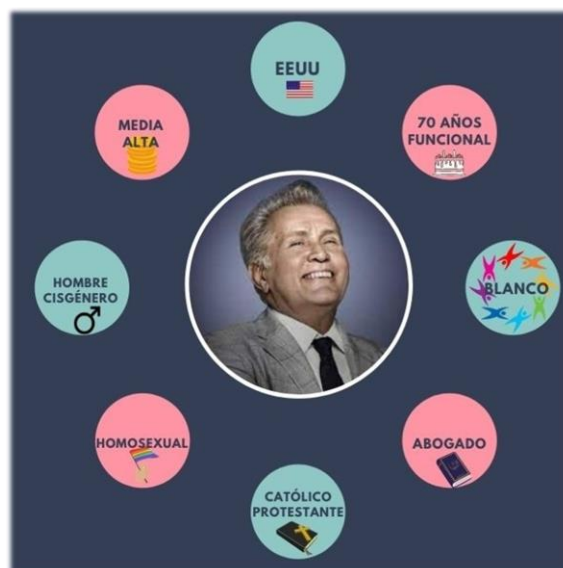 EEUU
70 AÑOS
FUNCIONAL
BLANCO
ABOGADO
CATÓLICO
PROTESTANTE
HOMOSEXUAL
HOMBRE
CISGÉNERO
MEDIA
ALTA